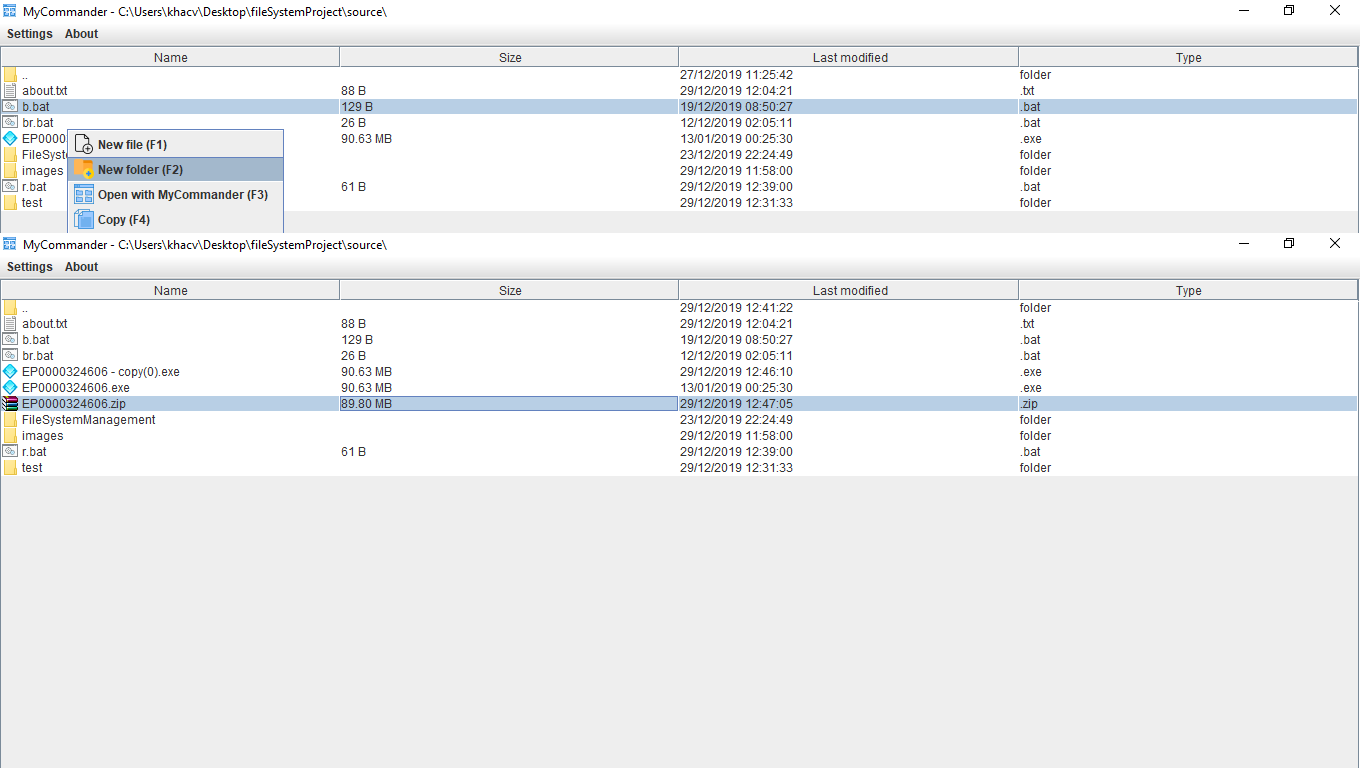 MyCommander - C:\Users\khacv\Desktop\fileSystemProject\source\
Settings About
Name Size Last modified Type
.. 27/12/2019 11:25:42 folder
about.txt 88 B 29/12/2019 12:04:21 .txt
b.bat 129 B 19/12/2019 08:50:27 .bat
br.bat 26 B 12/12/2019 02:05:11 .bat
EP0000 90.63 MB 13/01/2019 00:25:30 .exe
New file (F1)
FileSyst 23/12/2019 22:24:49 folder
New folder (F2)
images 29/12/2019 11:58:00 folder
r.bat 61 B 29/12/2019 12:39:00 .bat
Open with MyCommander (F3)
test 29/12/2019 12:31:33 folder
Copy (F4)
MyCommander - C:\Users\khacv\Desktop\fileSystemProject\source\
Settings About
Name Size Last modified Type
.. 29/12/2019 12:41:22 folder
about.txt 88 B 29/12/2019 12:04:21 .txt
b.bat 129 B 19/12/2019 08:50:27 .bat
br.bat 26 B 12/12/2019 02:05:11 .bat
EP0000324606 - copy(0).exe 90.63 MB 29/12/2019 12:46:10 .exe
EP0000324606.exe 90.63 MB 13/01/2019 00:25:30 .exe
EP0000324606.zip 89.80 MB 29/12/2019 12:47:05 .zip
FileSystemManagement 23/12/2019 22:24:49 folder
images 29/12/2019 11:58:00 folder
r.bat 61 B 29/12/2019 12:39:00 .bat
test 29/12/2019 12:31:33 folder